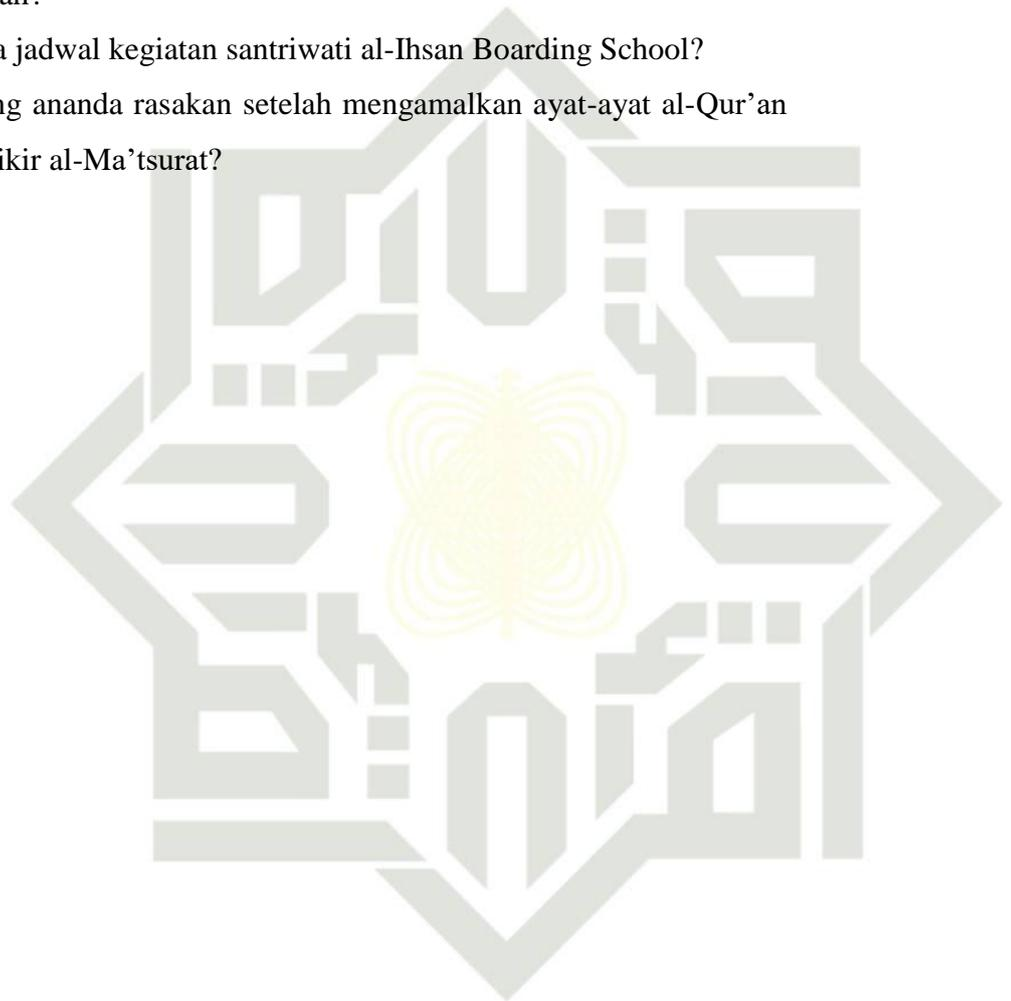 a jadwal kegiatan santriwati al-Ihsan Boarding School?
ng ananda rasakan setelah mengamalkan ayat-ayat al-Qur’an
ikir al-Ma’tsurat?